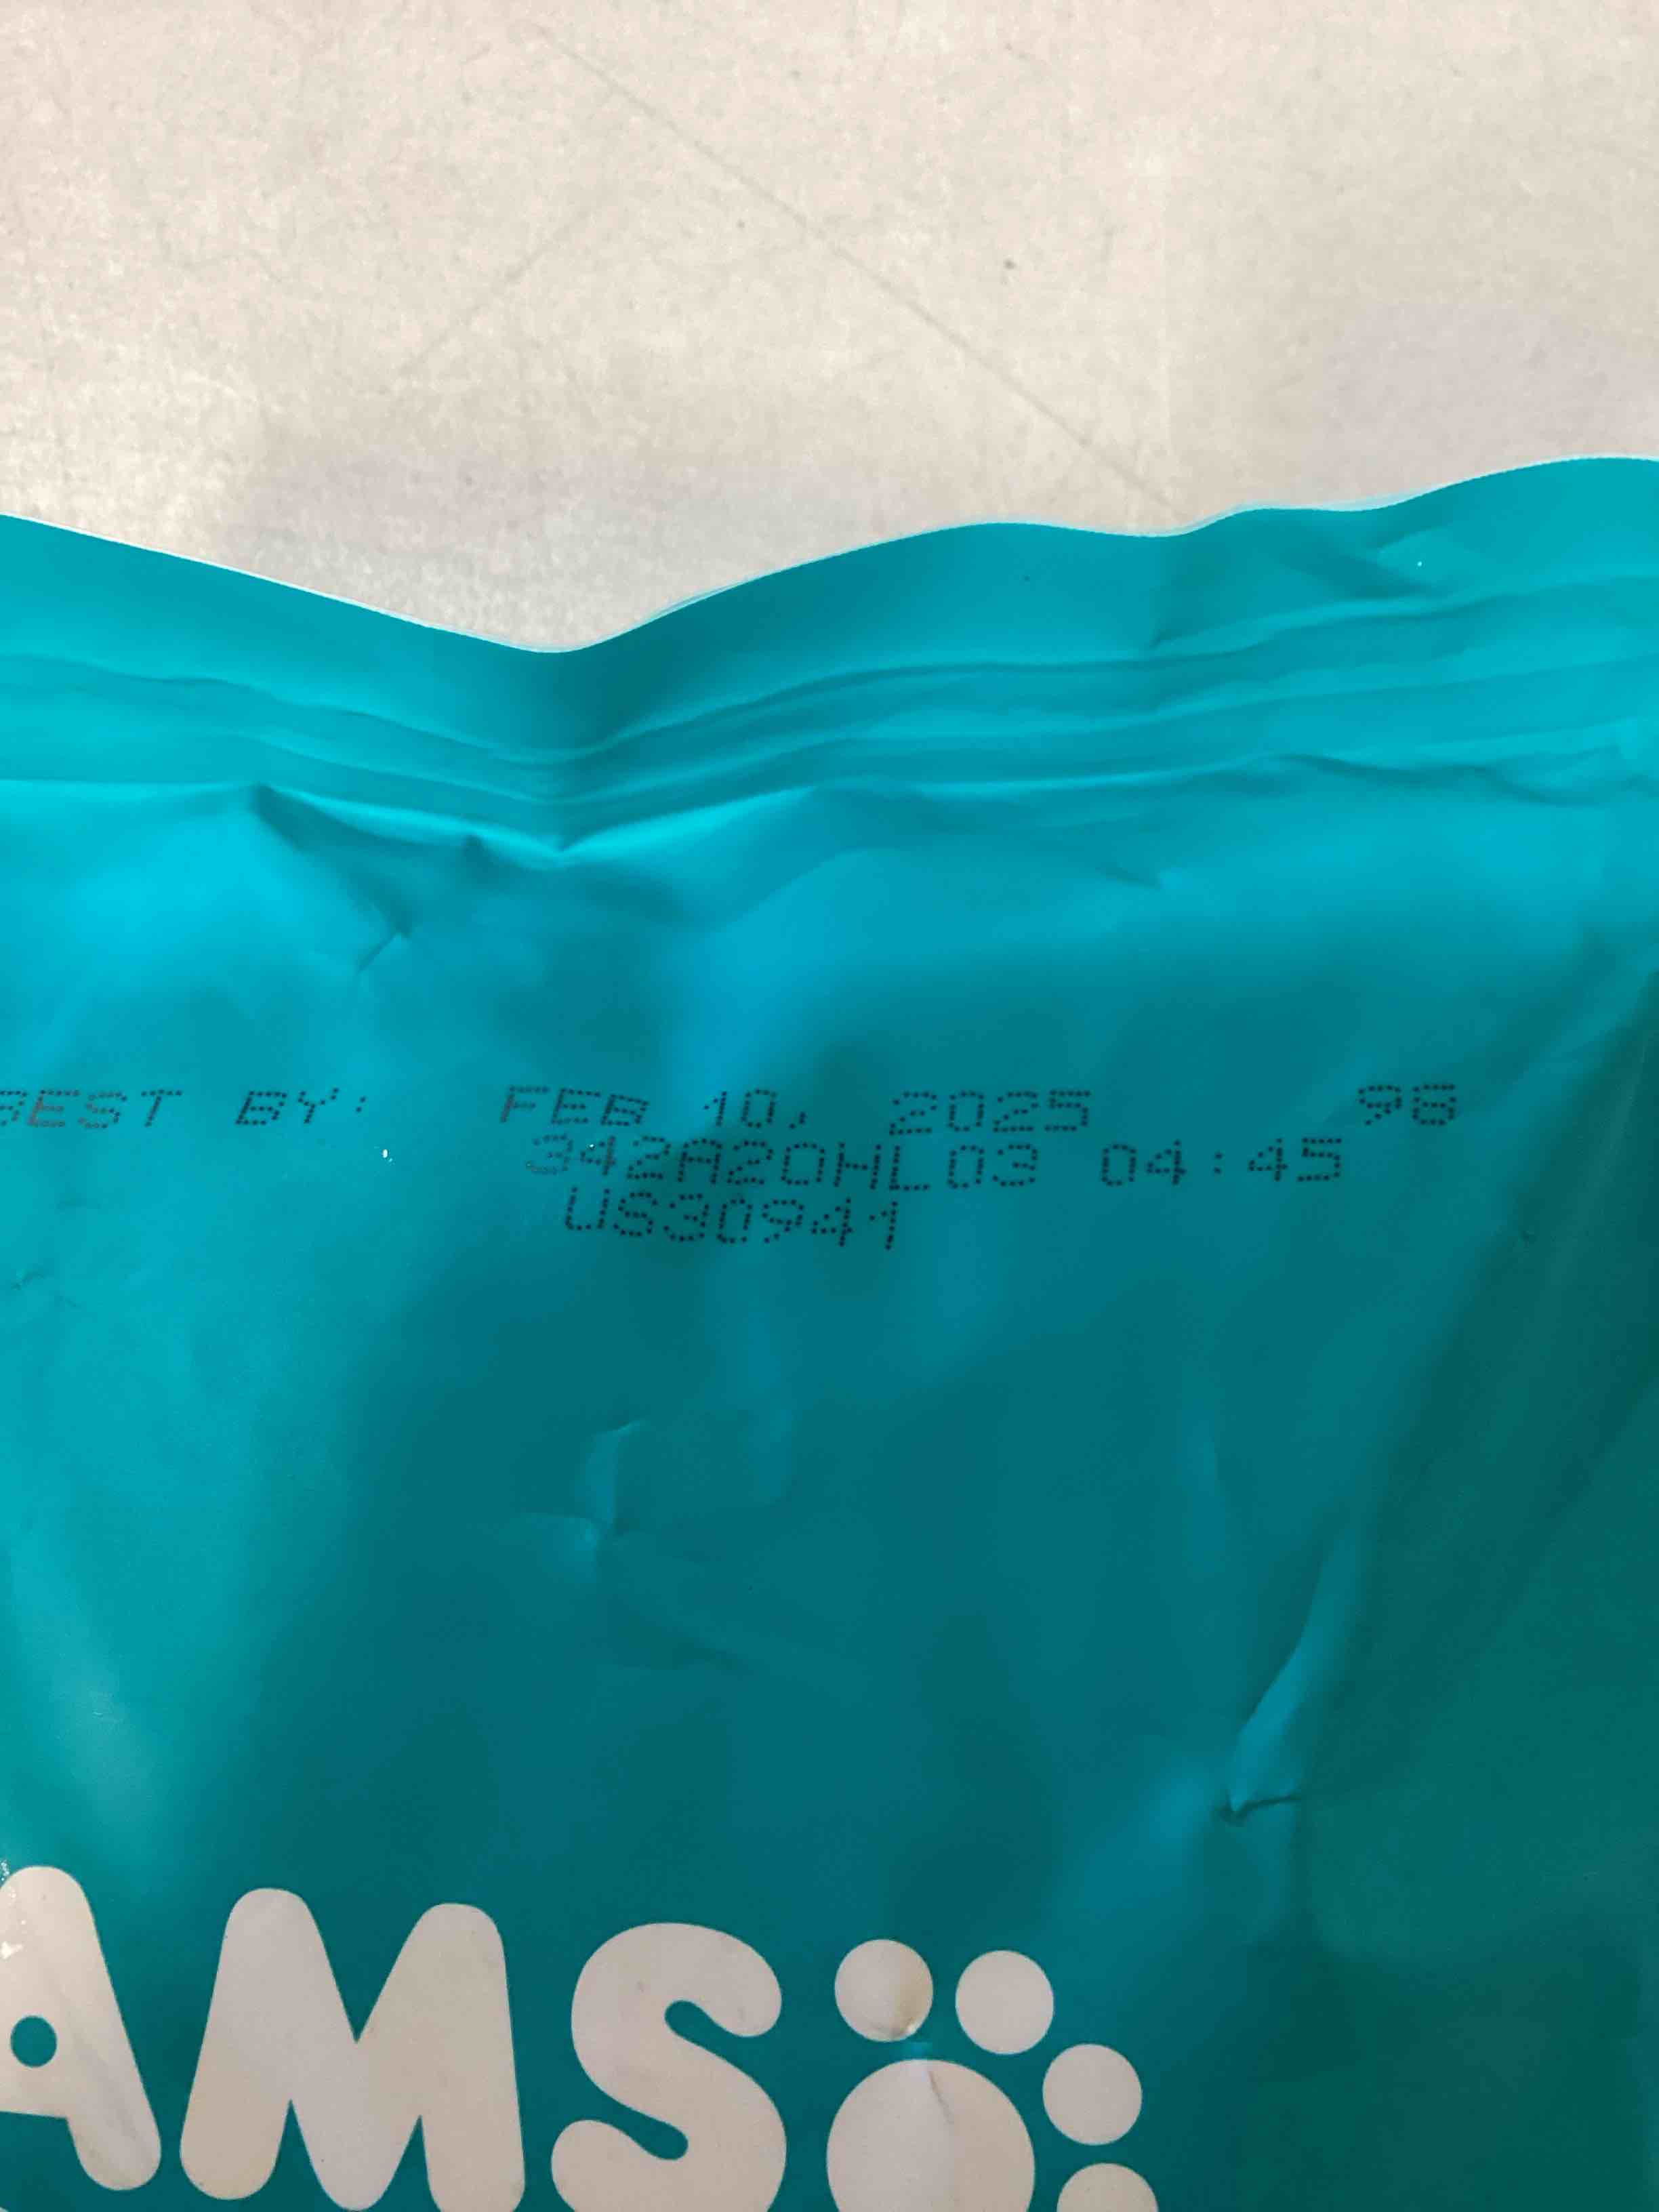 BEST BY: FEB 10, 2025 98
342A20HL03 04:45
US30941
AMS